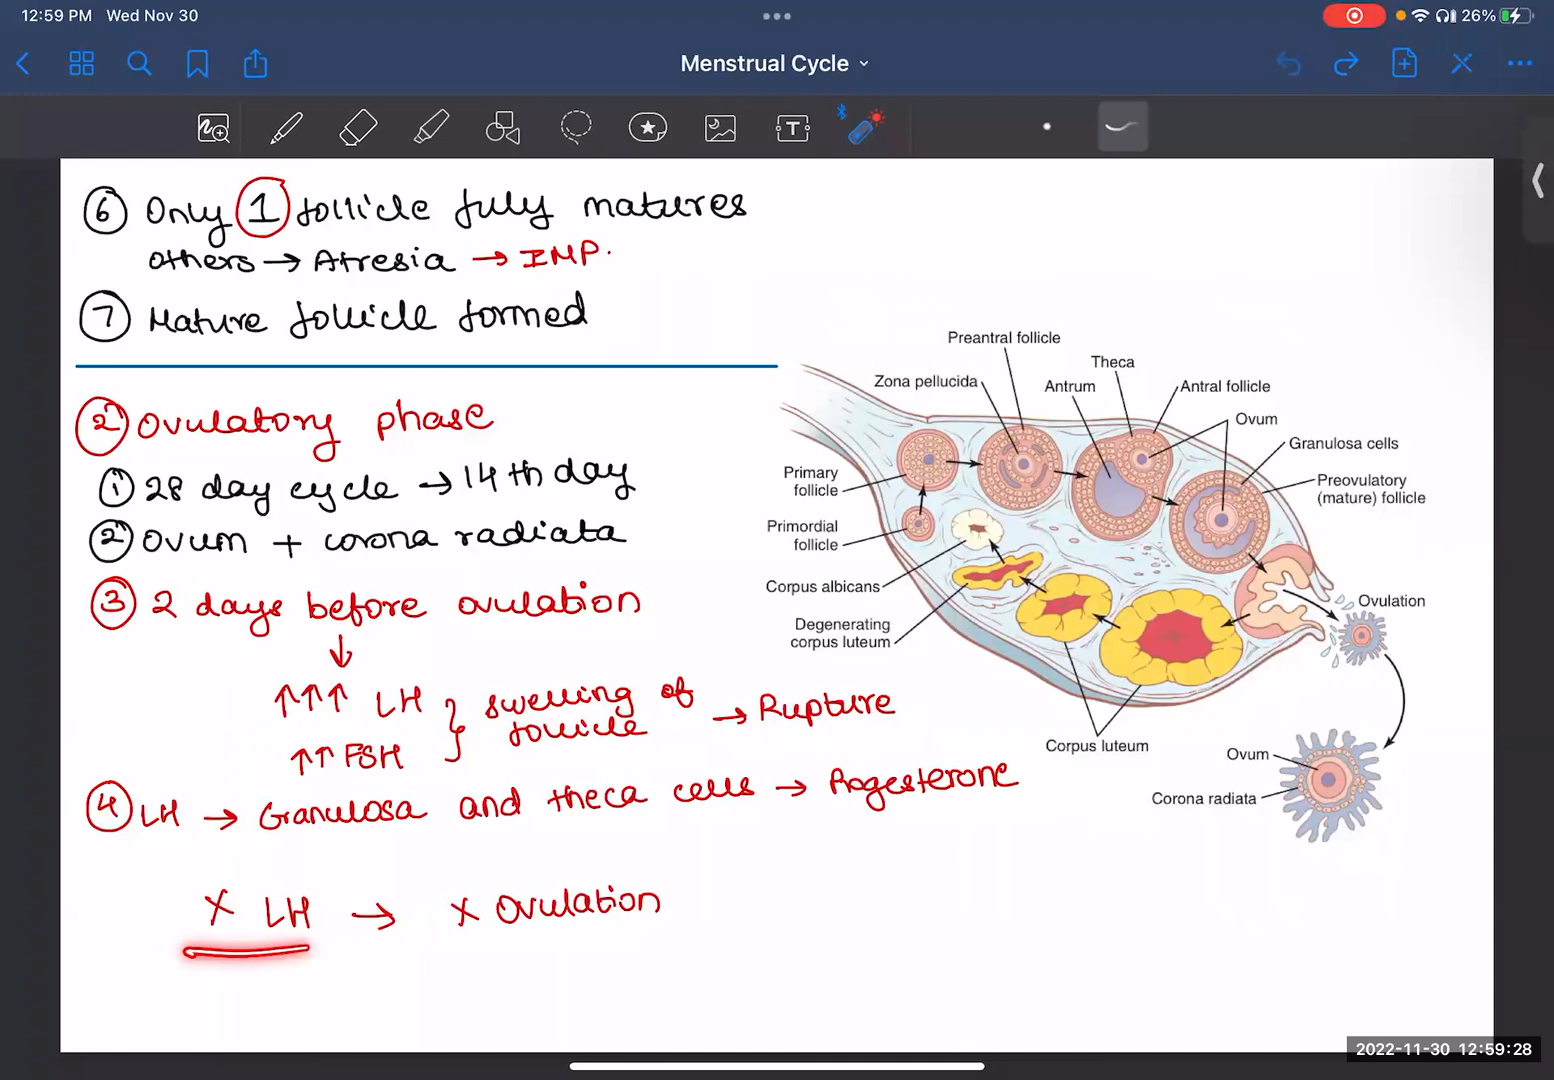 12:59 PM Wed Nov 30
26%
Menstrual Cycle
6 Only 1 follicle fully matures
others → Atresia → IMP.
7 Mature follicle formed
2 Ovulatory phase
1 28 day cycle → 14th day
2 Ovum + corona radiata
3 2 days before ovulation
↓
↑↑↑ LH } swelling of follicle → Rupture
↑↑ FSH
4 LH → Granulosa and theca cells → Progesterone
X LH → X Ovulation
Preantral follicle
Theca
Zona pellucida
Antrum
Antral follicle
Ovum
Granulosa cells
Primary
follicle
Preovulatory
(mature) follicle
Primordial
follicle
Corpus albicans
Ovulation
Degenerating
corpus luteum
Corpus luteum
Ovum
Corona radiata
2022-11-30 12:59:28